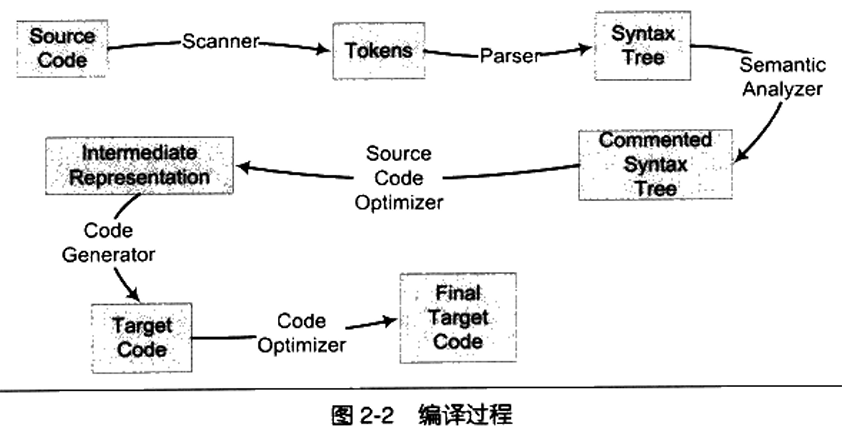 Source
Code
Scanner
Tokens
Parser
Syntax
Tree
Semantic
Analyzer
Commented
Syntax
Tree
Source
Code
Optimizer
Intermediate
Representation
Code
Generator
Target
Code
Code
Optimizer
Final
Target
Code
图 2-2 编译过程